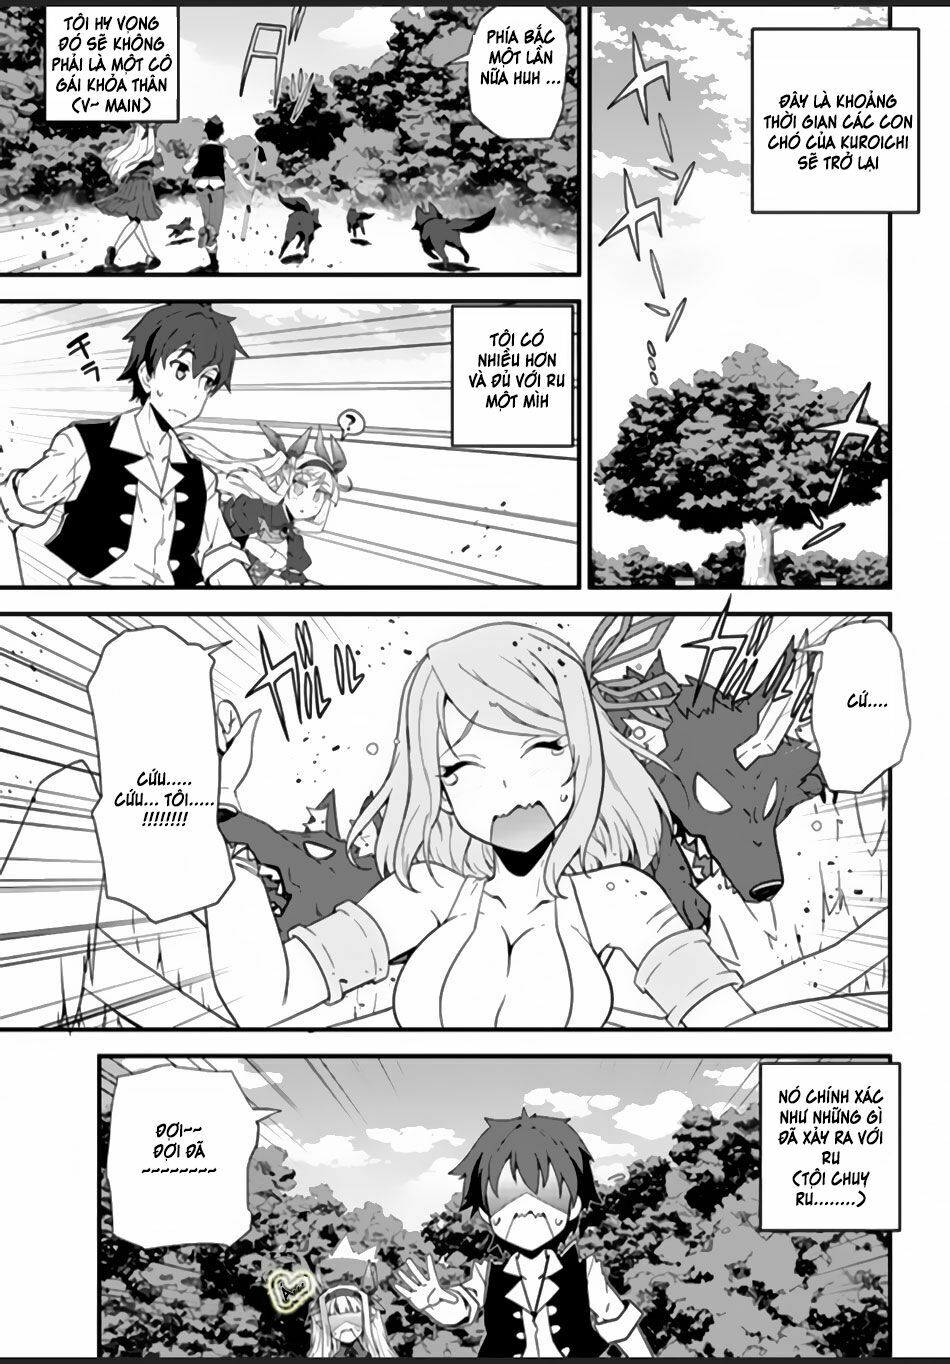 ĐÂY LÀ KHOẢNG
THỜI GIAN CÁC CON
CHÓ CỦA KUROICHI
SẼ TRỞ LẠI
PHÍA BẮC
MỘT LẦN
NỮA HUH ...
TÔI HY VỌNG
ĐÓ SẼ KHÔNG
PHẢI LÀ MỘT CÔ
GÁI KHỎA THÂN
(V~ MAIN)
TÔI CÓ
NHIỀU HƠN
VÀ ĐỦ VỚI RU
MỘT MÌH
?
CỨ....
CỨU.....
CỨU... TÔI.....
!!!!!!!!
NÓ CHÍNH XÁC
NHƯ NHỮNG GÌ
ĐÃ XẢY RA VỚI
RU
(TỘI CHUY
RU........)
ĐỢI~~
ĐỢI ĐÃ
~~~~~~~~